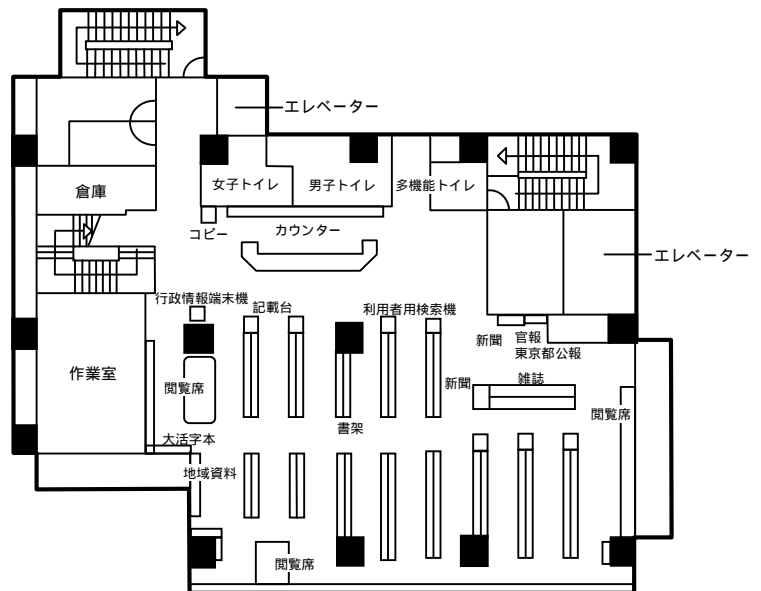 エレベーター
倉庫
女子トイレ
男子トイレ
多機能トイレ
コピー
カウンター
エレベーター
行政情報端末機
記載台
利用者用検索機
新聞
官報
東京都公報
作業室
閲覧席
新聞
雑誌
閲覧席
書架
大活字本
地域資料
閲覧席